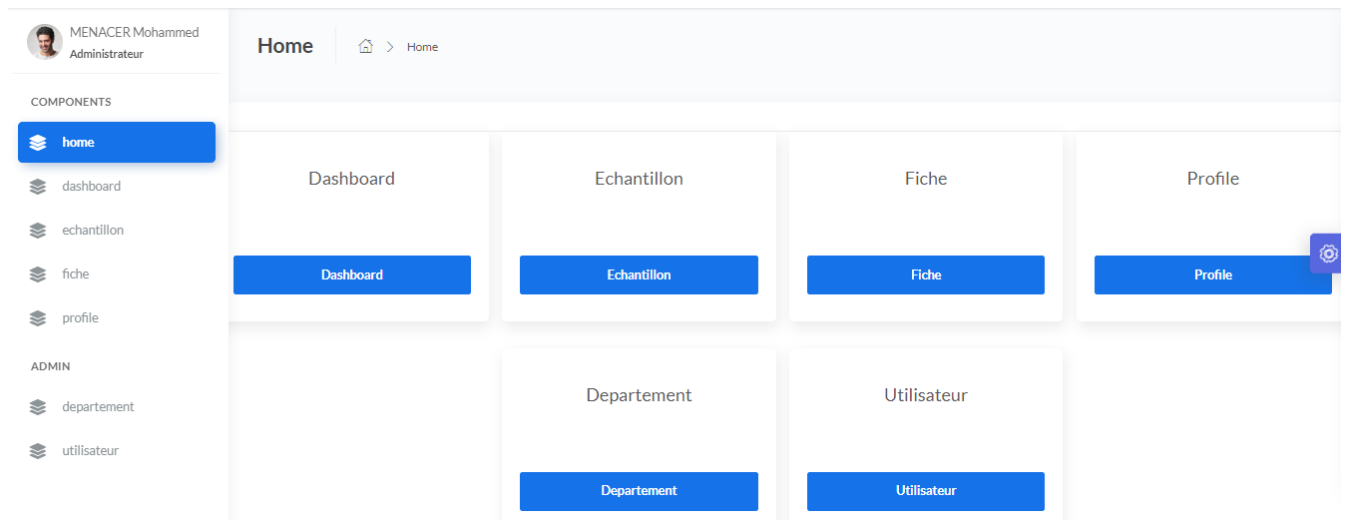 MENACER Mohammed
Administrateur
COMPONENTS
home
dashboard
echantillon
fiche
profile
ADMIN
departement
utilisateur
Home
> Home
Dashboard
Dashboard
Echantillon
Echantillon
Fiche
Fiche
Profile
Profile
Departement
Departement
Utilisateur
Utilisateur